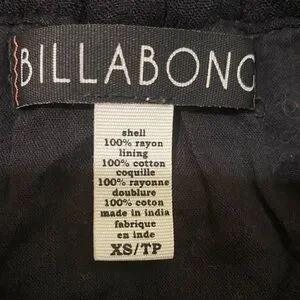 BILLABONG
shell
100% rayon
lining
100% cotton
coquille
100% rayonne
doublure
100% coton
made in india
fabrique
en inde
XS/TP